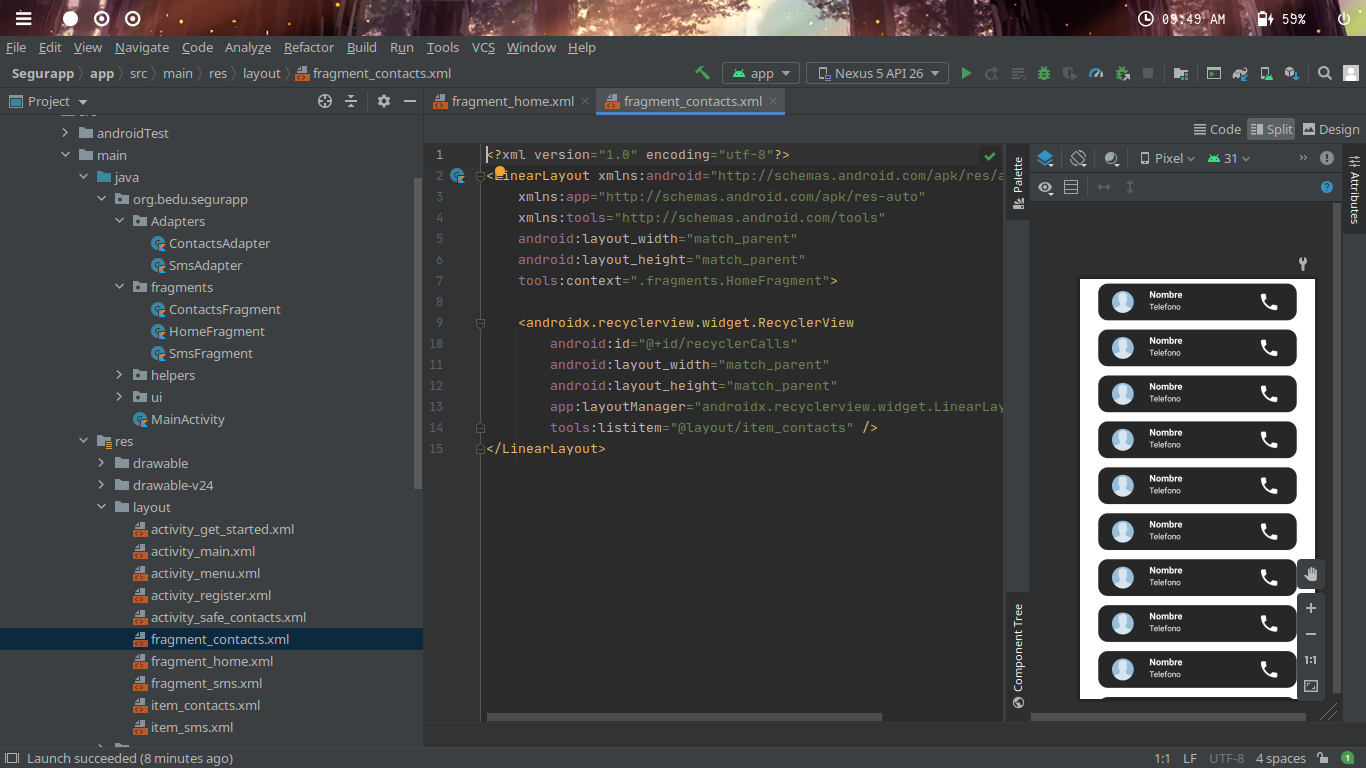 09:49 AM 59%
File Edit View Navigate Code Analyze Refactor Build Run Tools VCS Window Help
Segurapp app src main res layout fragment_contacts.xml app Nexus 5 API 26
Project fragment_home.xml fragment_contacts.xml
Code Split Design
androidTest
main
java
org.bedu.segurapp
Adapters
ContactsAdapter
SmsAdapter
fragments
ContactsFragment
HomeFragment
SmsFragment
helpers
ui
MainActivity
res
drawable
drawable-v24
layout
activity_get_started.xml
activity_main.xml
activity_menu.xml
activity_register.xml
activity_safe_contacts.xml
fragment_contacts.xml
fragment_home.xml
fragment_sms.xml
item_contacts.xml
item_sms.xml
1 <?xml version="1.0" encoding="utf-8"?>
2 <LinearLayout xmlns:android="http://schemas.android.com/apk/res/a
3 xmlns:app="http://schemas.android.com/apk/res-auto"
4 xmlns:tools="http://schemas.android.com/tools"
5 android:layout_width="match_parent"
6 android:layout_height="match_parent"
7 tools:context=".fragments.HomeFragment">
8
9 <androidx.recyclerview.widget.RecyclerView
10 android:id="@+id/recyclerCalls"
11 android:layout_width="match_parent"
12 android:layout_height="match_parent"
13 app:layoutManager="androidx.recyclerview.widget.LinearLay
14 tools:listitem="@layout/item_contacts" />
15 </LinearLayout>
Palette
Component Tree
Pixel 31
Attributes
Nombre
Telefono
Nombre
Telefono
Nombre
Telefono
Nombre
Telefono
Nombre
Telefono
Nombre
Telefono
Nombre
Telefono
Nombre
Telefono
Nombre
Telefono
1:1
Launch succeeded (8 minutes ago) 1:1 LF UTF-8 4 spaces 1